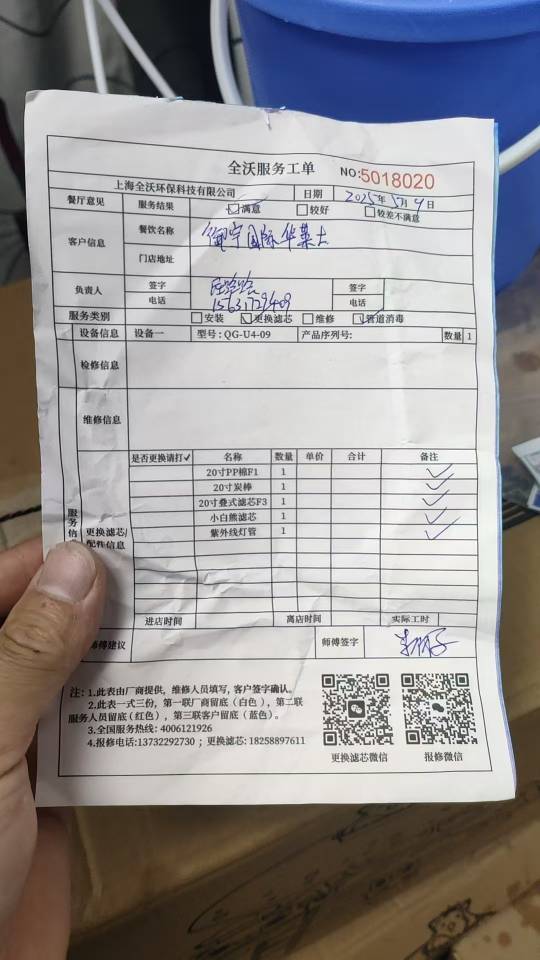 全沃服务工单 NO:5018020
上海全沃环保科技有限公司 日期 2025年5月9日
餐厅意见 服务结果 ☑满意 □较好 □较差不满意
客户信息 餐饮名称 御宇国际华莱士
门店地址
负责人 签字 签字
电话 电话
服务类别 □安装 ☑更换滤芯 □维修 ☑管道消毒
设备信息 设备一 型号:QG-U4-09 产品序列号: 数量 1
检修信息
维修信息
服务信
更换滤芯/配件信息
是否更换请打✓ 名称 数量 单价 合计 备注
20寸PP棉F1 1 ✓
20寸炭棒 1 ✓
20寸叠式滤芯F3 1 ✓
小白熊滤芯 1 ✓
紫外线灯管 1 ✓
进店时间 离店时间 实际工时
师傅建议 师傅签字
注:1.此表由厂商提供,维修人员填写,客户签字确认。
2.此表一式三份,第一联厂商留底(白色),第二联
服务人员留底(红色),第三联客户留底(蓝色)。
3.全国服务热线:4006121926
4.报修电话:13732292730;更换滤芯:18258897611
更换滤芯微信 报修微信